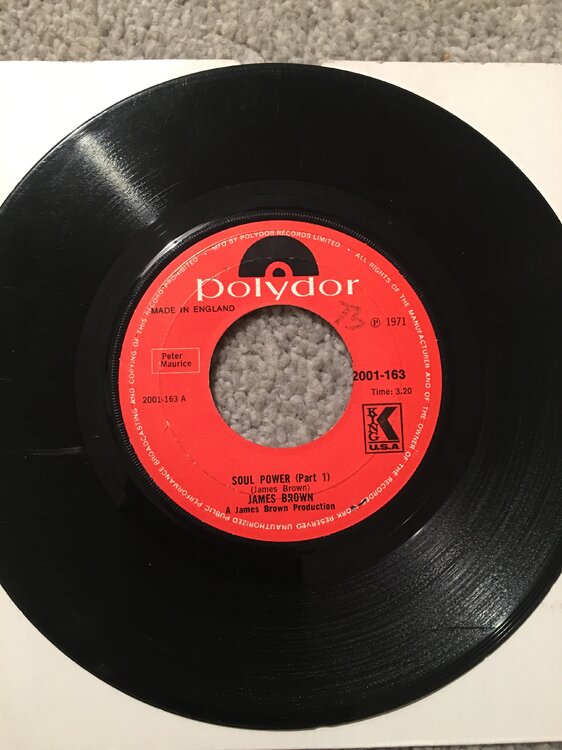 MFD BY POLYDOR RECORDS LIMITED • ALL RIGHTS OF THE MANUFACTURER AND OF THE OWNER OF THE RECORDED WORK RESERVED UNAUTHORIZED PUBLIC PERFORMANCE BROADCASTING AND COPYING OF THIS RECORD PROHIBITED •
polydor
MADE IN ENGLAND
73
℗ 1971
Peter
Maurice
2001-163
2001-163 A
Time: 3.20
KING
K
U.S.A
SOUL POWER (Part 1)
(James Brown)
JAMES BROWN
A James Brown Production